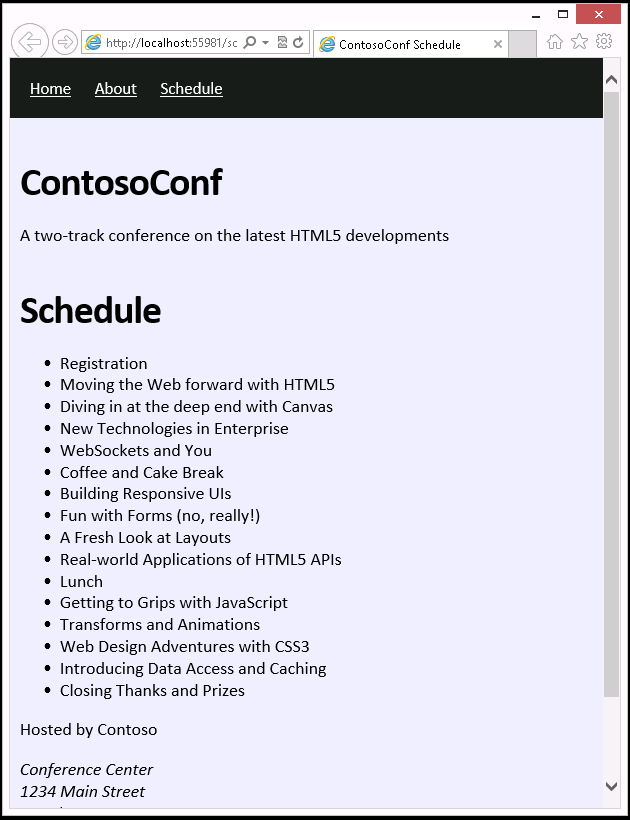 http://localhost:55981/sc
ContosoConf Schedule
Home About Schedule
ContosoConf
A two-track conference on the latest HTML5 developments
Schedule
• Registration
• Moving the Web forward with HTML5
• Diving in at the deep end with Canvas
• New Technologies in Enterprise
• WebSockets and You
• Coffee and Cake Break
• Building Responsive UIs
• Fun with Forms (no, really!)
• A Fresh Look at Layouts
• Real-world Applications of HTML5 APIs
• Lunch
• Getting to Grips with JavaScript
• Transforms and Animations
• Web Design Adventures with CSS3
• Introducing Data Access and Caching
• Closing Thanks and Prizes
Hosted by Contoso
Conference Center
1234 Main Street